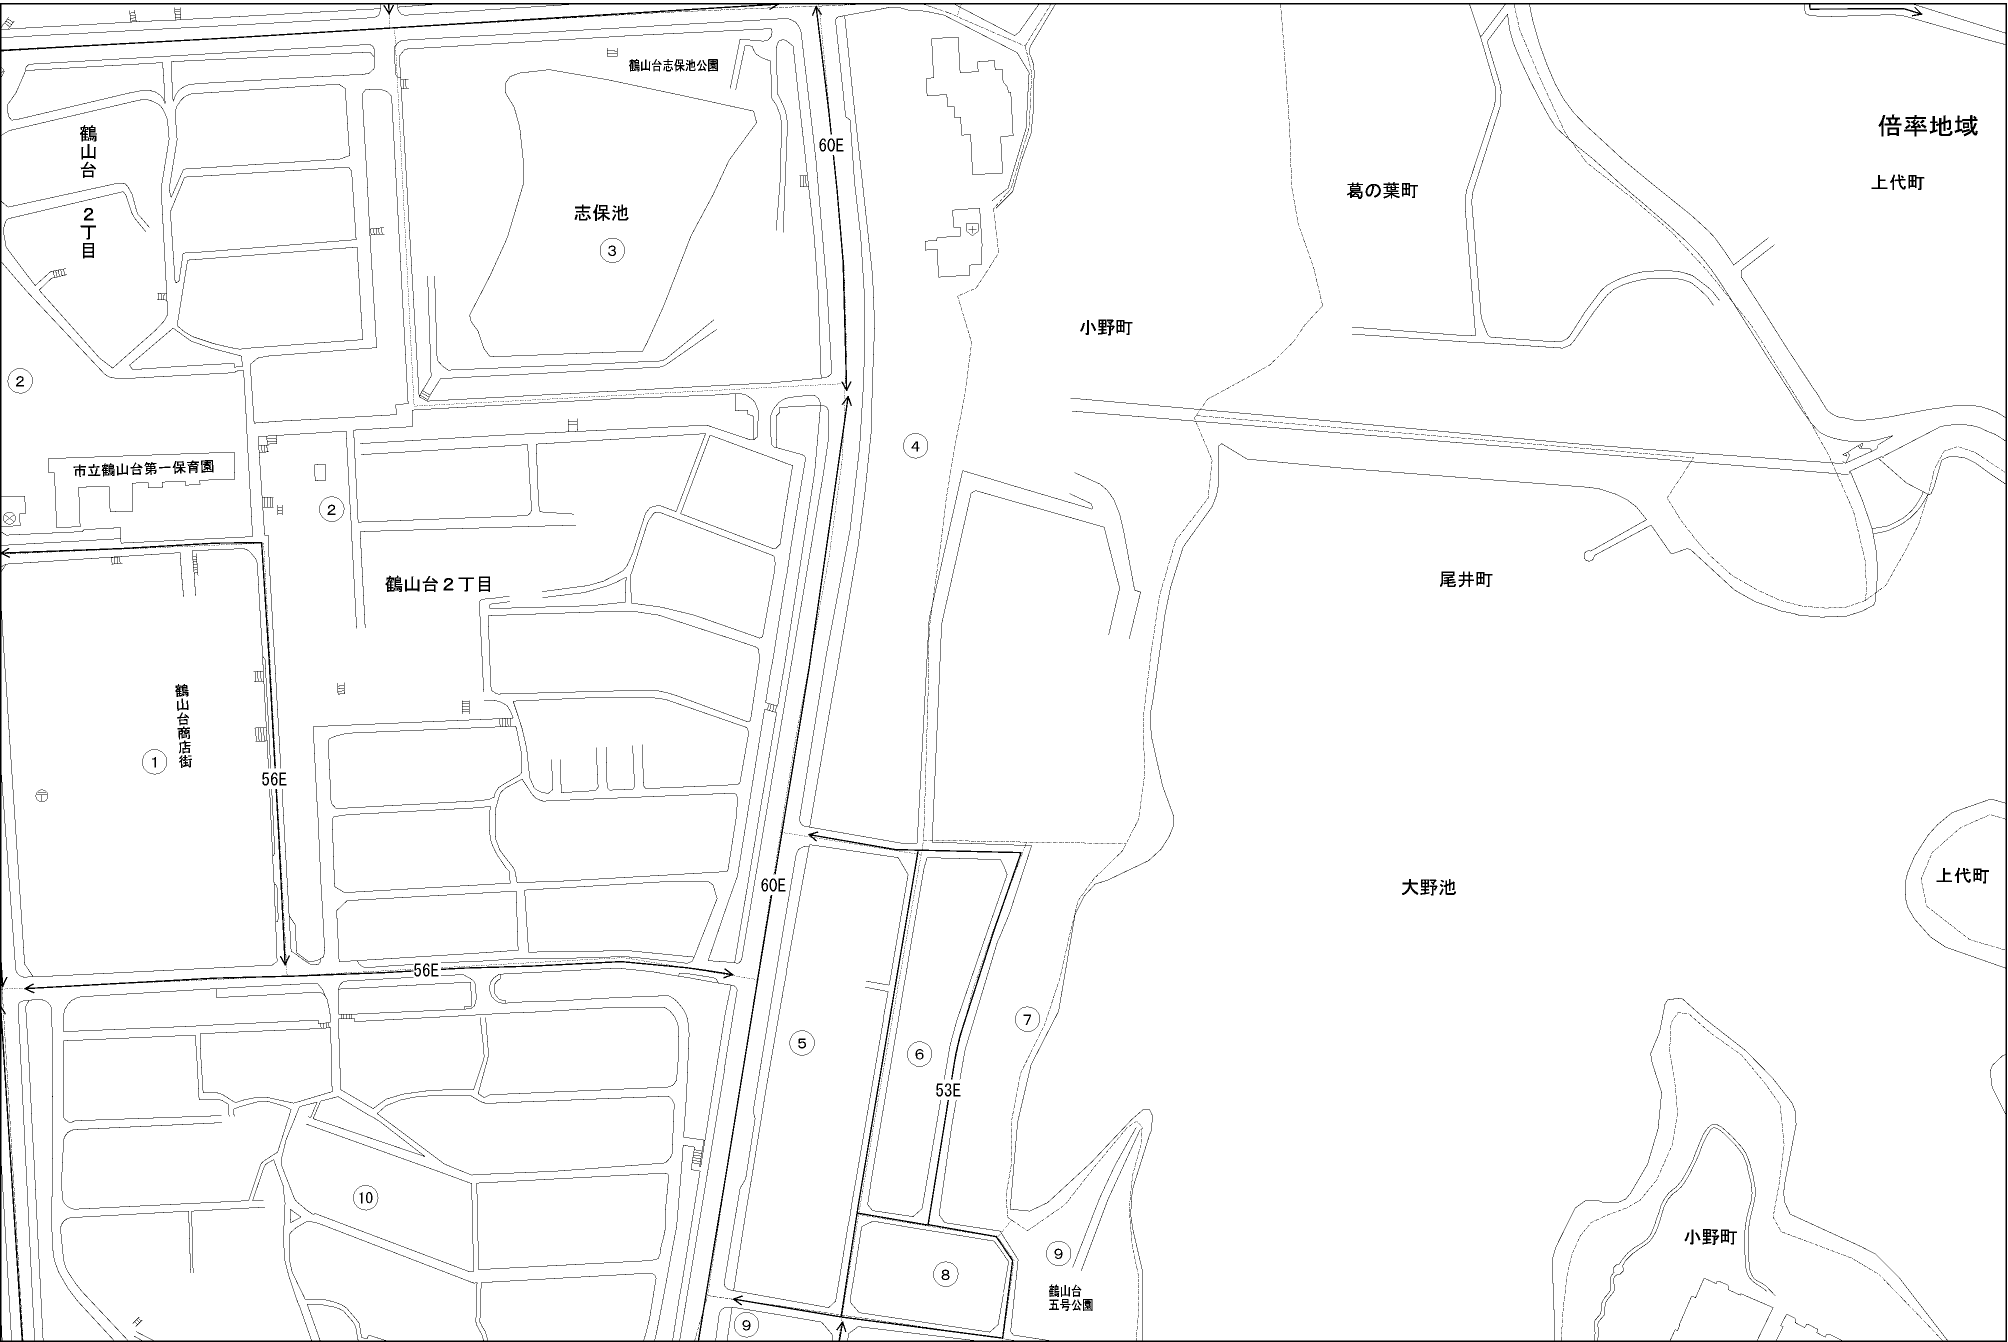 鶴山台志保池公園
鶴山台 2丁目
60E
倍率地域
上代町
葛の葉町
志保池
③
小野町
②
④
市立鶴山台第一保育園
②
鶴山台２丁目
尾井町
鶴山台商店街
①
56E
60E
大野池
上代町
56E
⑤
⑥
⑦
53E
⑩
小野町
⑨
⑧
鶴山台
五号公園
⑨